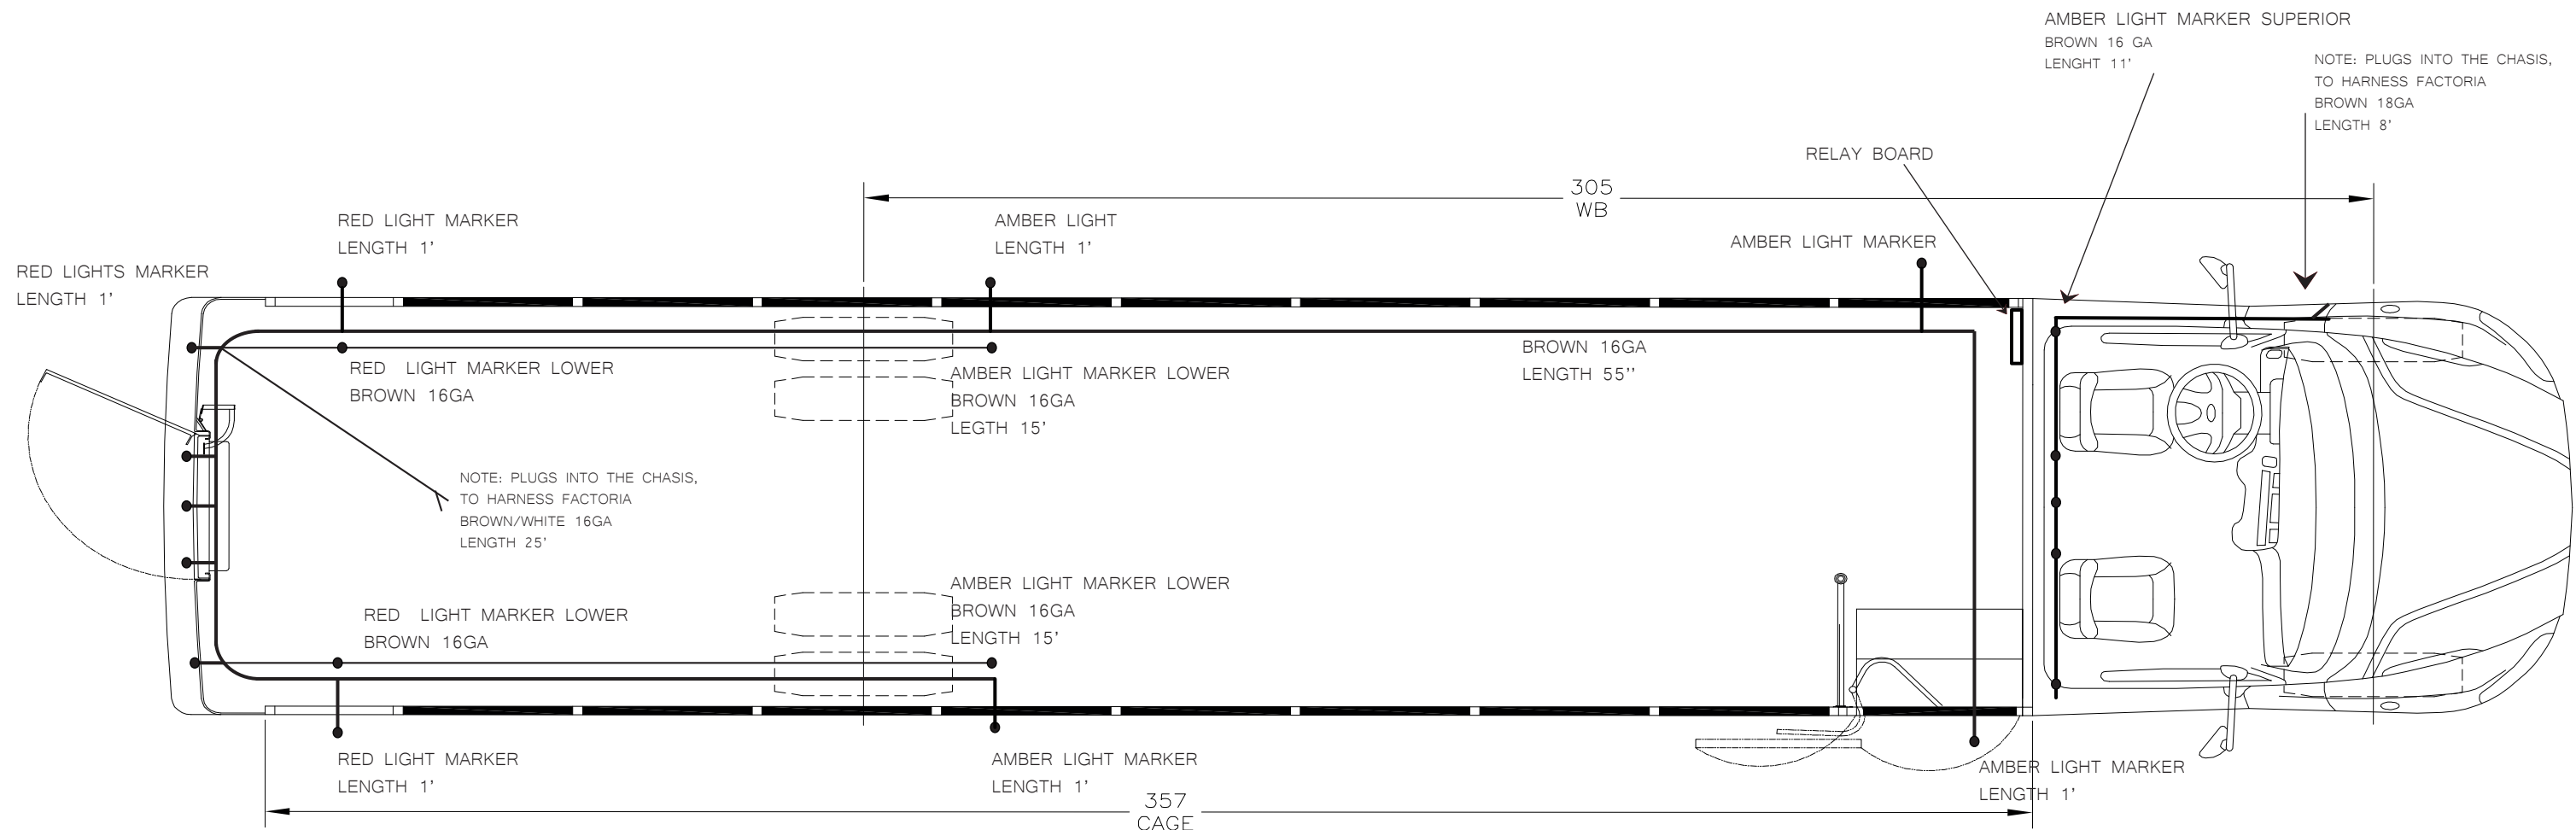 AMBER LIGHT MARKER SUPERIOR
BROWN 16 GA
LENGHT 11'
NOTE: PLUGS INTO THE CHASIS,
TO HARNESS FACTORIA
BROWN 18GA
LENGTH 8'
RELAY BOARD
305
WB
RED LIGHT MARKER
LENGTH 1'
AMBER LIGHT
LENGTH 1'
AMBER LIGHT MARKER
RED LIGHTS MARKER
LENGTH 1'
RED LIGHT MARKER LOWER
BROWN 16GA
AMBER LIGHT MARKER LOWER
BROWN 16GA
LEGTH 15'
BROWN 16GA
LENGTH 55''
NOTE: PLUGS INTO THE CHASIS,
TO HARNESS FACTORIA
BROWN/WHITE 16GA
LENGTH 25'
RED LIGHT MARKER LOWER
BROWN 16GA
AMBER LIGHT MARKER LOWER
BROWN 16GA
LENGTH 15'
RED LIGHT MARKER
LENGTH 1'
AMBER LIGHT MARKER
LENGTH 1'
AMBER LIGHT MARKER
LENGTH 1'
357
CAGE